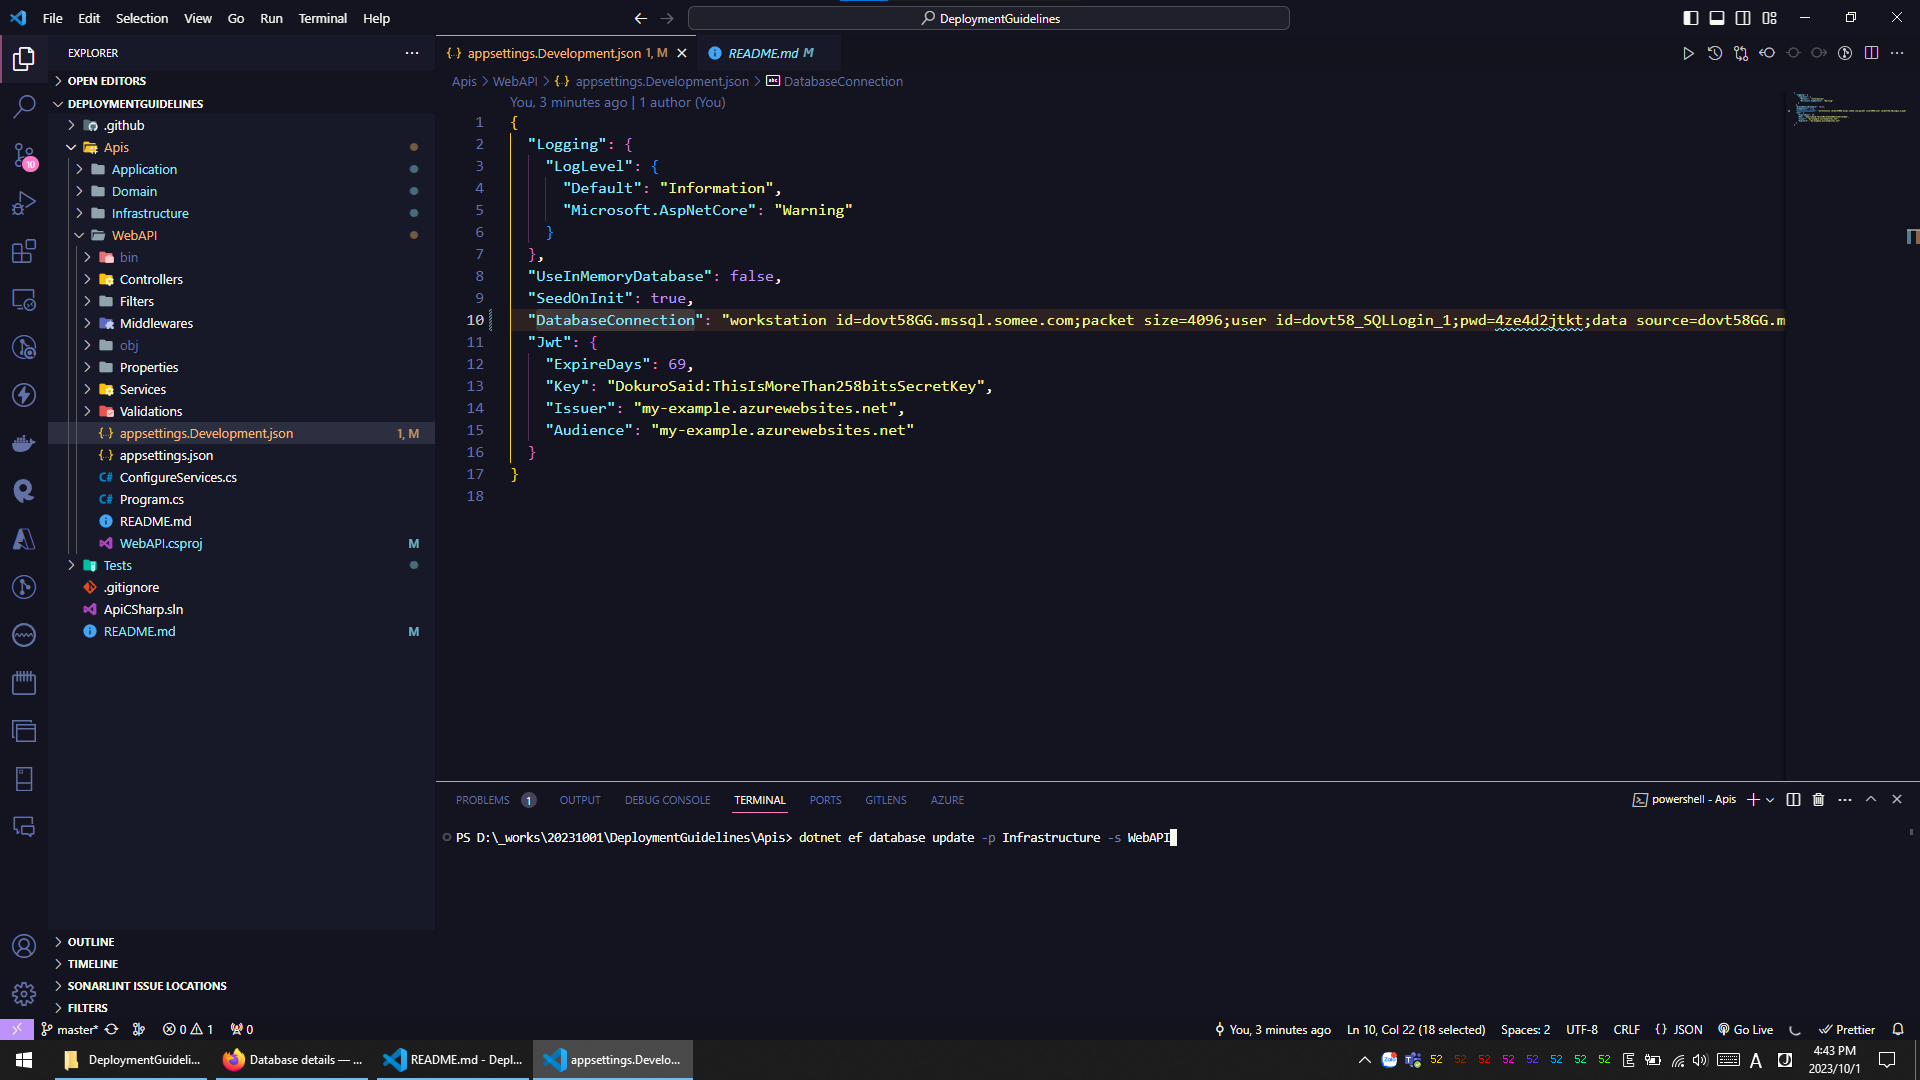 File Edit Selection View Go Run Terminal Help
DeploymentGuidelines
EXPLORER
OPEN EDITORS
DEPLOYMENTGUIDELINES
.github
Apis
Application
Domain
Infrastructure
WebAPI
bin
Controllers
Filters
Middlewares
obj
Properties
Services
Validations
appsettings.Development.json 1, M
appsettings.json
ConfigureServices.cs
Program.cs
README.md
WebAPI.csproj M
Tests
.gitignore
ApiCSharp.sln
README.md M
OUTLINE
TIMELINE
SONARLINT ISSUE LOCATIONS
FILTERS
10
appsettings.Development.json 1, M
README.md M
Apis > WebAPI > {..} appsettings.Development.json > DatabaseConnection
You, 3 minutes ago | 1 author (You)
1 {
2 "Logging": {
3 "LogLevel": {
4 "Default": "Information",
5 "Microsoft.AspNetCore": "Warning"
6 }
7 },
8 "UseInMemoryDatabase": false,
9 "SeedOnInit": true,
10 "DatabaseConnection": "workstation id=dovt58GG.mssql.somee.com;packet size=4096;user id=dovt58_SQLLogin_1;pwd=4ze4d2jtkt;data source=dovt58GG.m
11 "Jwt": {
12 "ExpireDays": 69,
13 "Key": "DokuroSaid:ThisIsMoreThan258bitsSecretKey",
14 "Issuer": "my-example.azurewebsites.net",
15 "Audience": "my-example.azurewebsites.net"
16 }
17 }
18
PROBLEMS 1 OUTPUT DEBUG CONSOLE TERMINAL PORTS GITLENS AZURE
powershell - Apis
PS D:\_works\20231001\DeploymentGuidelines\Apis> dotnet ef database update -p Infrastructure -s WebAPI
master* 0 1 0
You, 3 minutes ago Ln 10, Col 22 (18 selected) Spaces: 2 UTF-8 CRLF {} JSON Go Live Prettier
DeploymentGuideli...
Database details — ...
README.md - Depl...
appsettings.Develo...
52 52 52 52 52 52 52 52
A
4:43 PM
2023/10/1